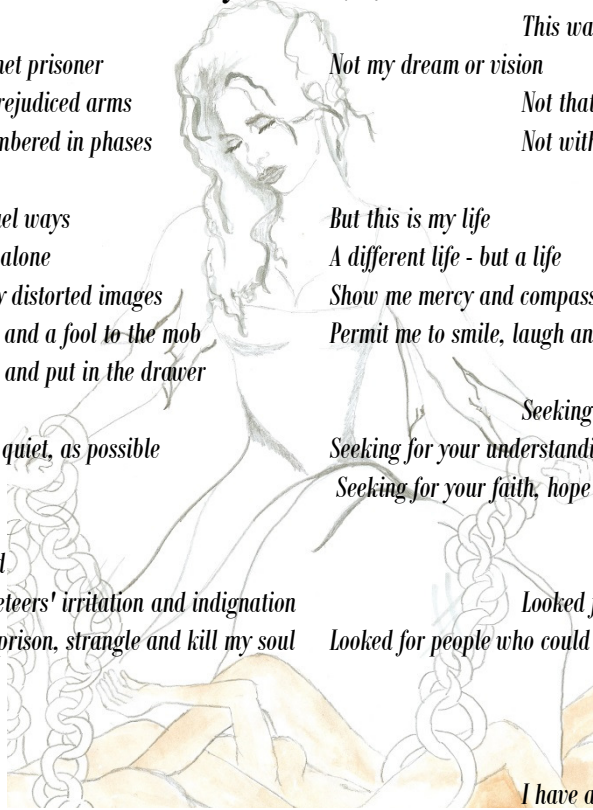 This wa
net prisoner
Not my dream or vision
rejudiced arms
Not that
mbered in phases
Not with
uel ways
But this is my life
alone
A different life - but a life
y distorted images
Show me mercy and compass
and a fool to the mob
Permit me to smile, laugh an
and put in the drawer
Seeking
quiet, as possible
Seeking for your understandi
Seeking for your faith, hope
d
eteers' irritation and indignation
Looked f
prison, strangle and kill my soul
Looked for people who could
I have a